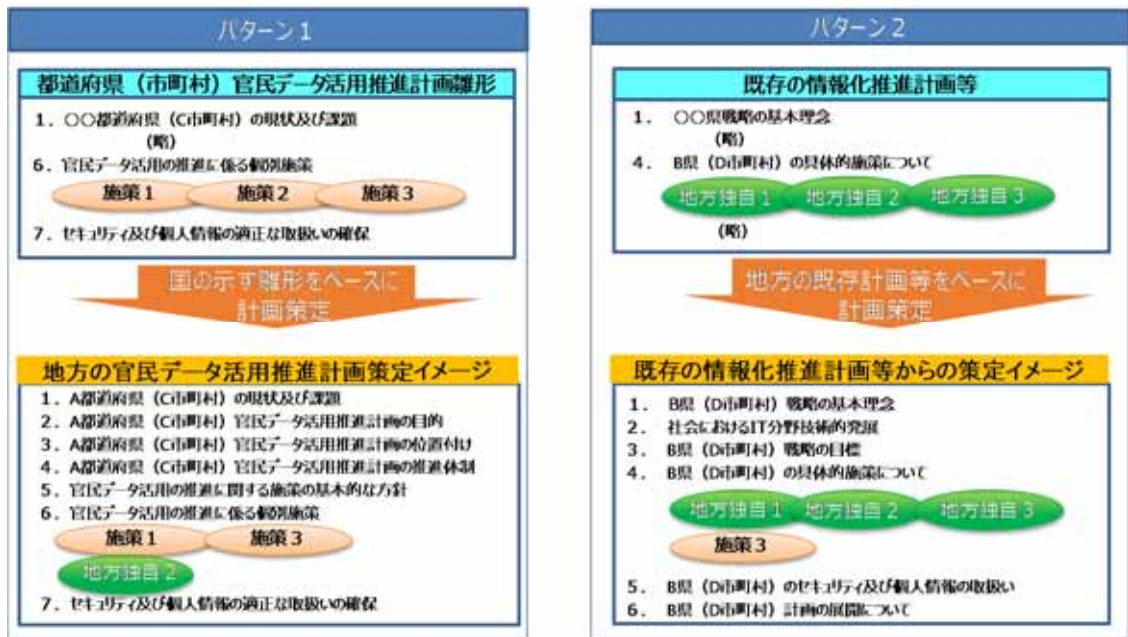 パターン1
都道府県（市町村）官民データ活用推進計画雛形
1．〇〇都道府県（C市町村）の現状及び課題
（略）
6．官民データ活用の推進に係る個別施策
施策1 施策2 施策3
7．セキュリティ及び個人情報の適正な取扱いの確保
国の示す雛形をベースに
計画策定
地方の官民データ活用推進計画策定イメージ
1．A都道府県（C市町村）の現状及び課題
2．A都道府県（C市町村）官民データ活用推進計画の目的
3．A都道府県（C市町村）官民データ活用推進計画の位置付け
4．A都道府県（C市町村）官民データ活用推進計画の推進体制
5．官民データ活用の推進に関する施策の基本的な方針
6．官民データ活用の推進に係る個別施策
施策1 施策3
地方独自2
7．セキュリティ及び個人情報の適正な取扱いの確保
パターン2
既存の情報化推進計画等
1． 〇〇県戦略の基本理念
（略）
4． B県（D市町村）の具体的施策について
地方独自1 地方独自2 地方独自3
（略）
地方の既存計画等をベースに
計画策定
既存の情報化推進計画等からの策定イメージ
1． B県（D市町村）戦略の基本理念
2． 社会におけるIT分野技術的発展
3． B県（D市町村）戦略の目標
4． B県（D市町村）の具体的施策について
地方独自1 地方独自2 地方独自3
施策3
5． B県（D市町村）のセキュリティ及び個人情報の取扱い
6． B県（D市町村）計画の展開について